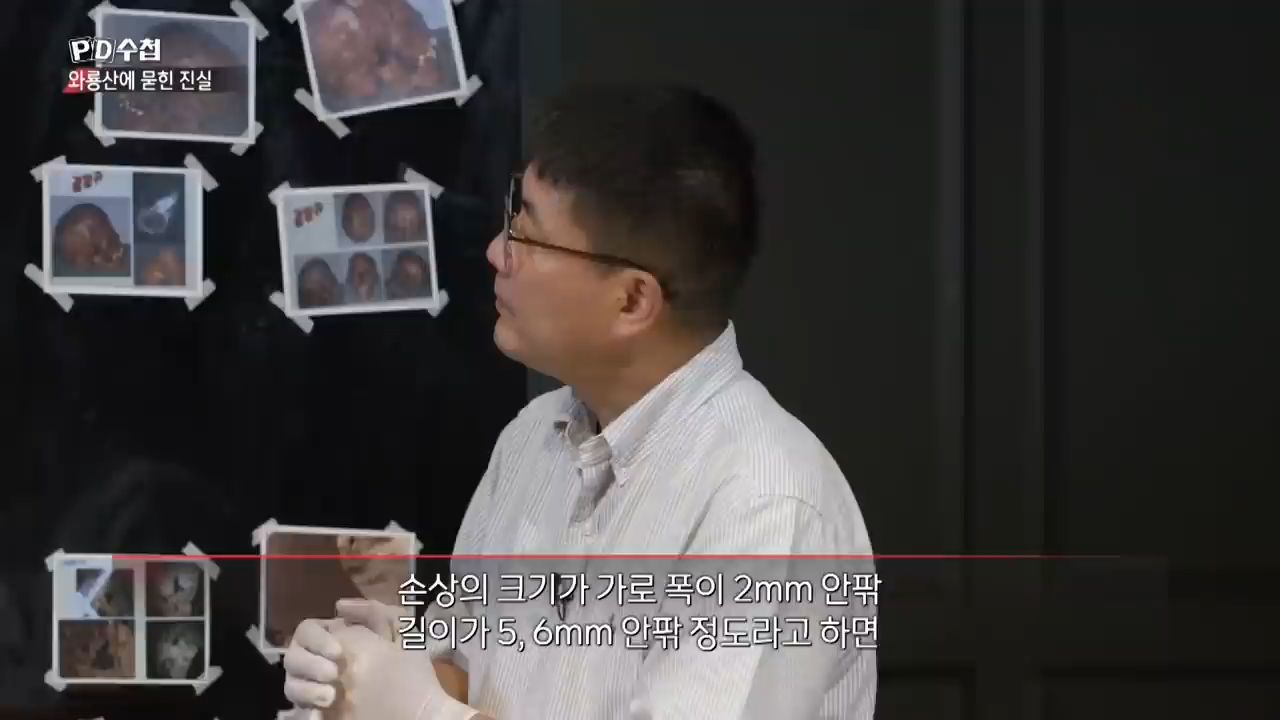 PD수첩
와룡산에 묻힌 진실
손상의 크기가 가로 폭이 2mm 안팎
길이가 5, 6mm 안팎 정도라고 하면